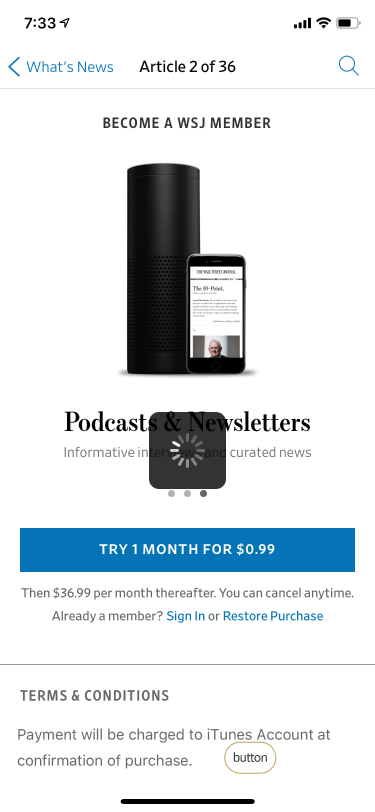 7:33
What's News
Article 2 of 36
BECOME A WSJ MEMBER
THE WALL STREET JOURNAL
The 10-Point.
Podcasts & Newsletters
Informative interviews and curated news
TRY 1 MONTH FOR $0.99
Then $36.99 per month thereafter. You can cancel anytime.
Already a member? Sign In or Restore Purchase
TERMS & CONDITIONS
Payment will be charged to iTunes Account at
confirmation of purchase.
button